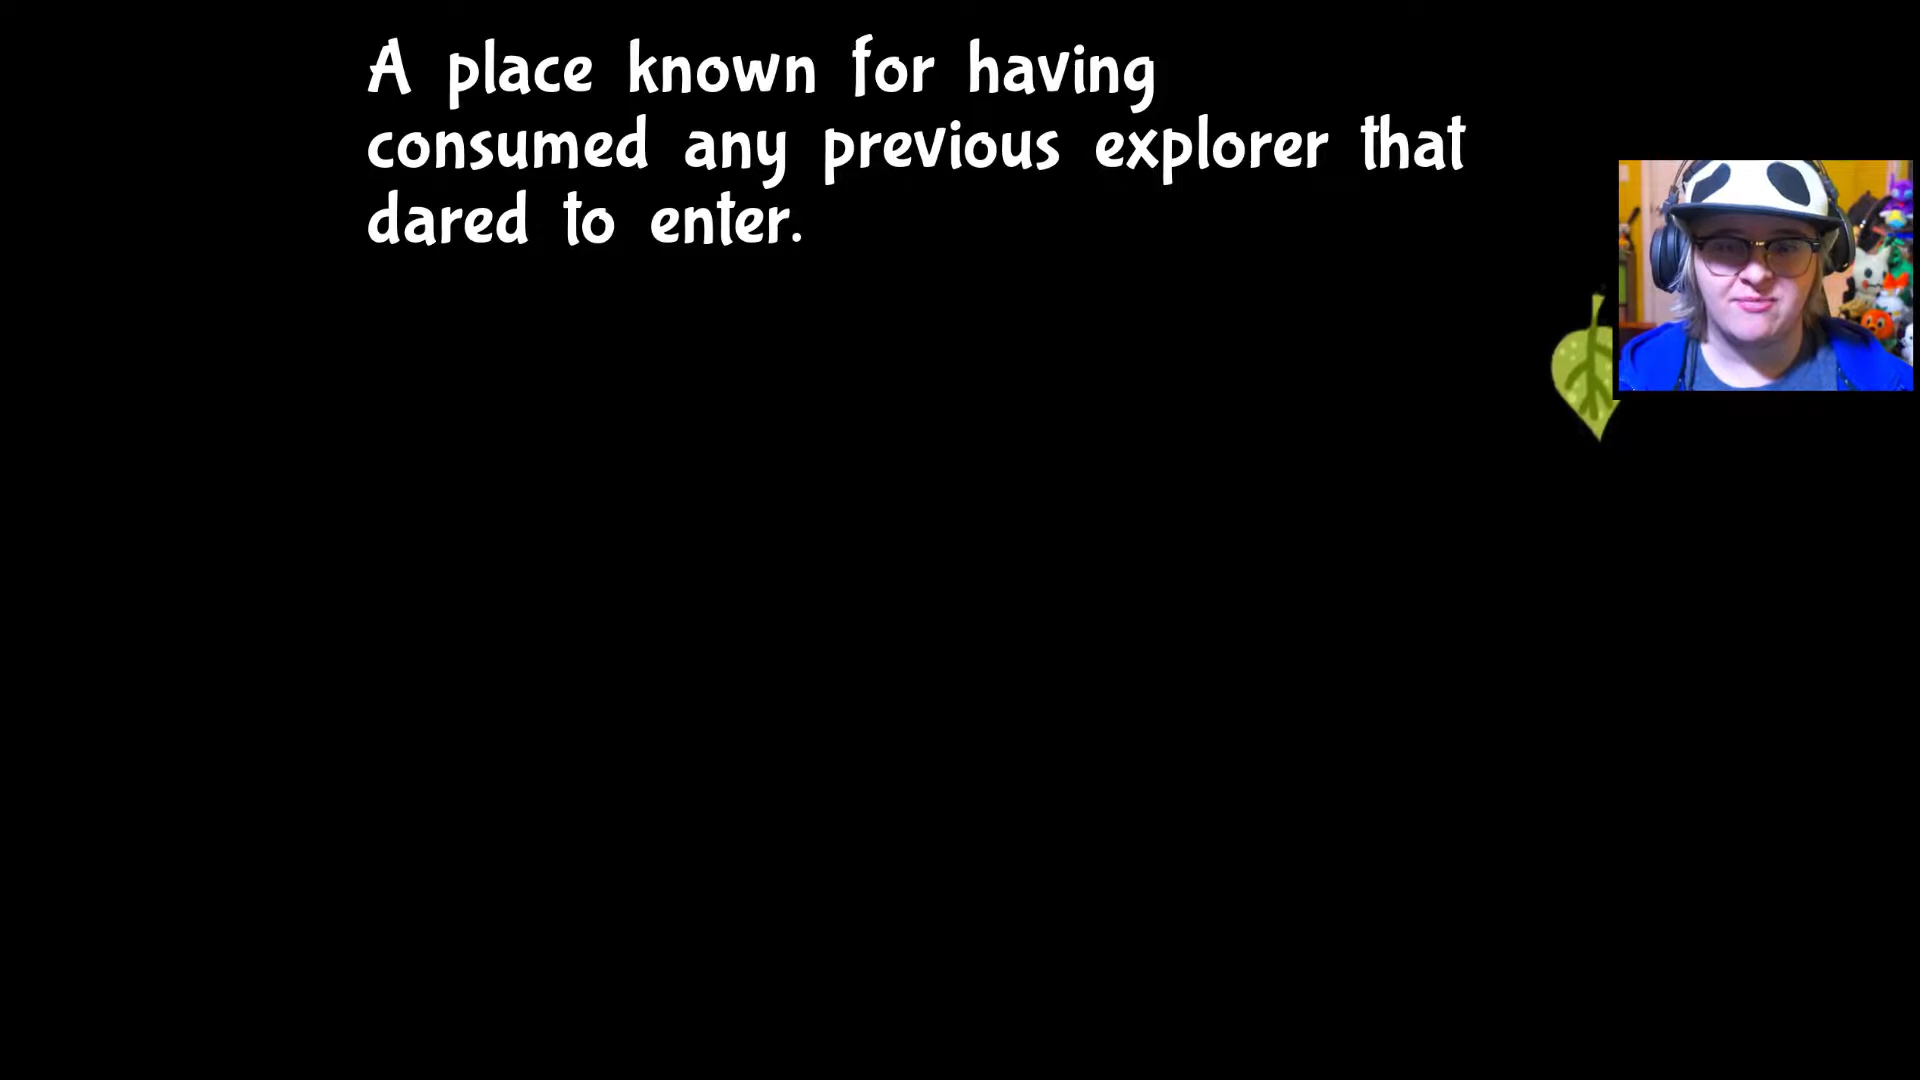 A place known for having
consumed any previous explorer that
dared to enter.